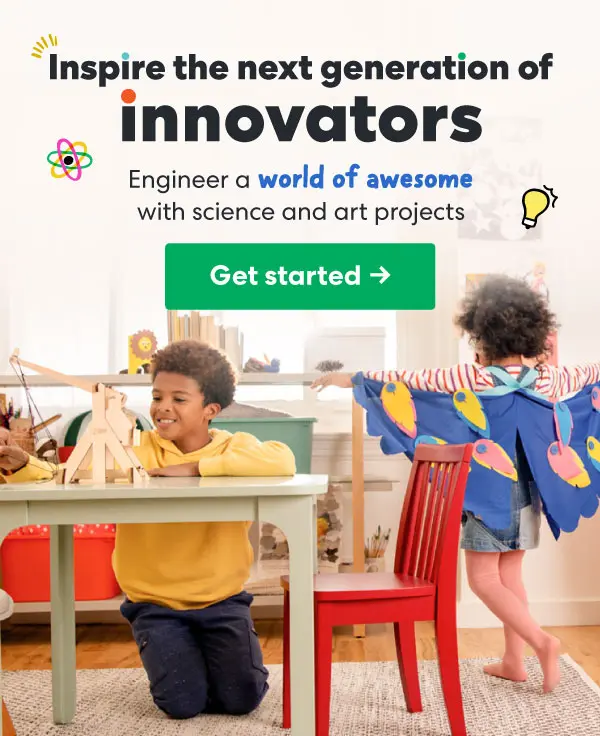 Inspire the next generation of
innovators
Engineer a world of awesome
with science and art projects
Get started →